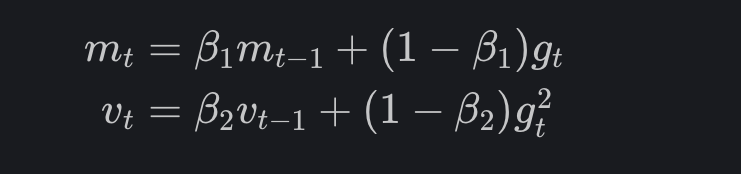 m_t = β_1 m_{t−1} + (1 − β_1) g_t
v_t = β_2 v_{t−1} + (1 − β_2) g_t^2